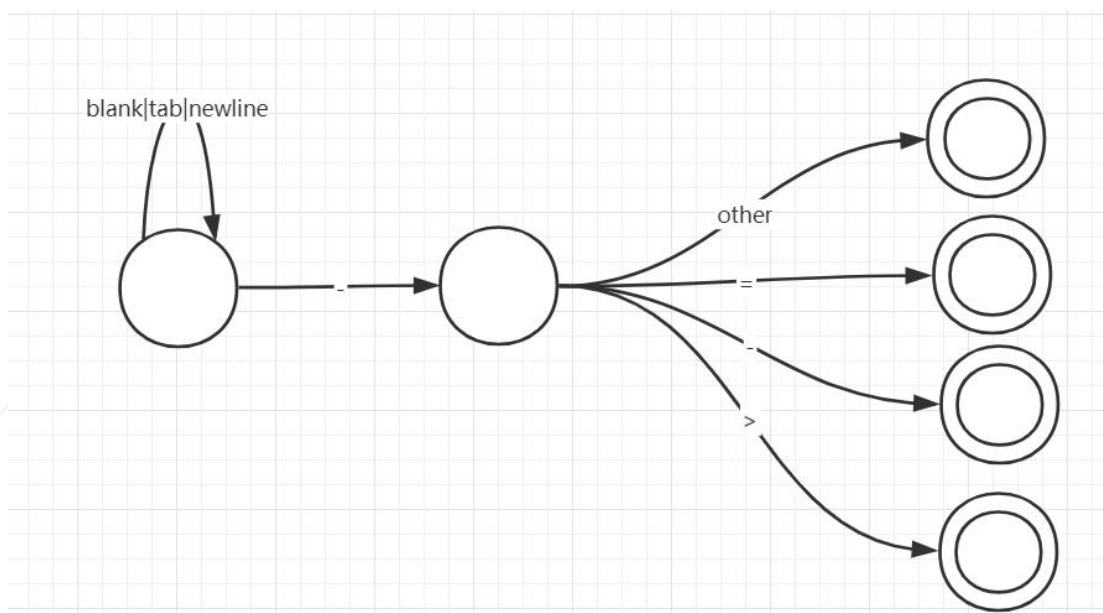 blank|tab|newline
other
-
=
-
>